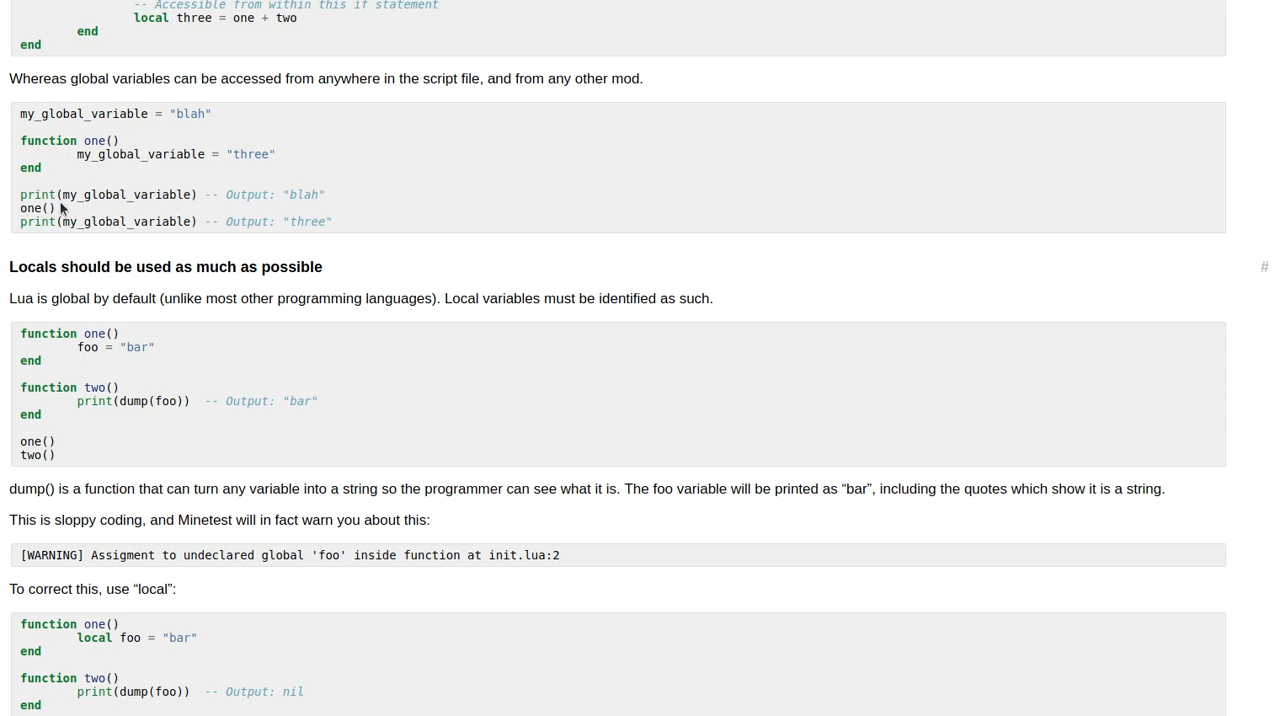 -- Accessible from within this if statement
local three = one + two
end
end
Whereas global variables can be accessed from anywhere in the script file, and from any other mod.
my_global_variable = "blah"
function one()
my_global_variable = "three"
end
print(my_global_variable) -- Output: "blah"
one()
print(my_global_variable) -- Output: "three"
Locals should be used as much as possible #
Lua is global by default (unlike most other programming languages). Local variables must be identified as such.
function one()
foo = "bar"
end
function two()
print(dump(foo))  -- Output: "bar"
end
one()
two()
dump() is a function that can turn any variable into a string so the programmer can see what it is. The foo variable will be printed as “bar”, including the quotes which show it is a string.
This is sloppy coding, and Minetest will in fact warn you about this:
[WARNING] Assigment to undeclared global 'foo' inside function at init.lua:2
To correct this, use “local”:
function one()
local foo = "bar"
end
function two()
print(dump(foo))  -- Output: nil
end